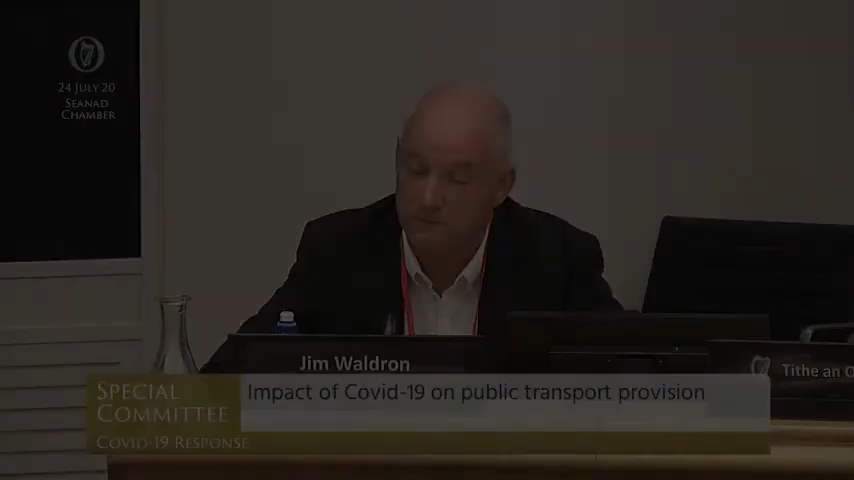 24 JULY 20
SEANAD
CHAMBER
Jim Waldron
Tithe an O
SPECIAL
COMMITTEE
Impact of Covid-19 on public transport provision
COVID-19 RESPONSE